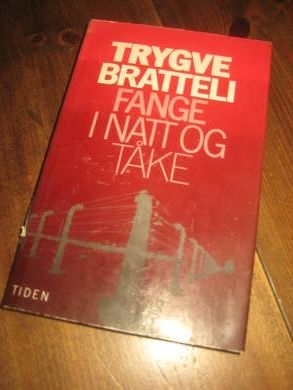 TRYGVE
BRATTELI
FANGE
I NATT OG
TÅKE
TIDEN